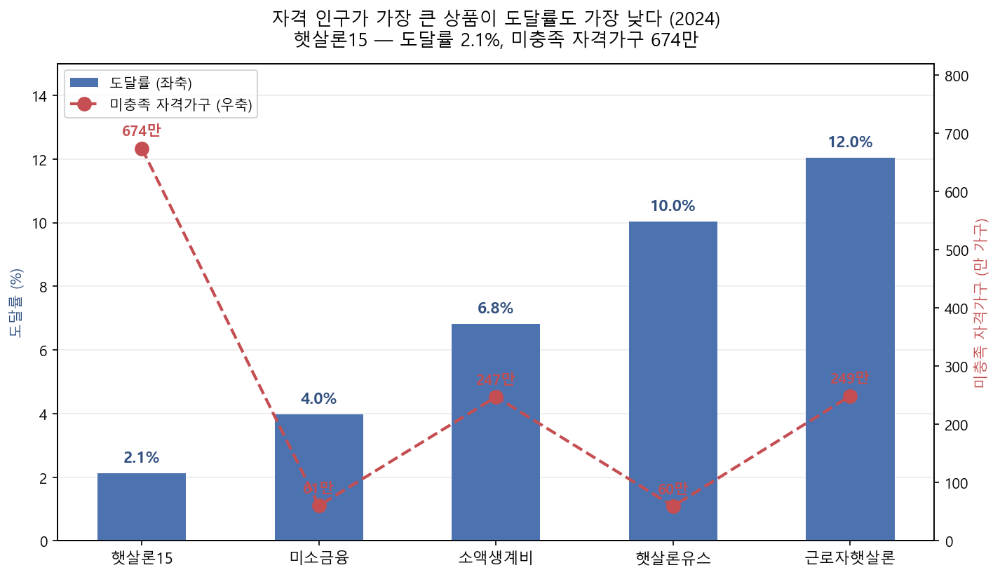 자격 인구가 가장 큰 상품이 도달률도 가장 낮다 (2024)
햇살론15 — 도달률 2.1%, 미충족 자격가구 674만
도달률 (좌축)
미충족 자격가구 (우축)
도달률 (%)
14
12
10
8
6
4
2
0
674만
2.1%
4.0%
61만
6.8%
247만
10.0%
60만
12.0%
249만
햇살론15
미소금융
소액생계비
햇살론유스
근로자햇살론
800
700
600
500
400
300
200
100
0
미충족 자격가구 (만 가구)